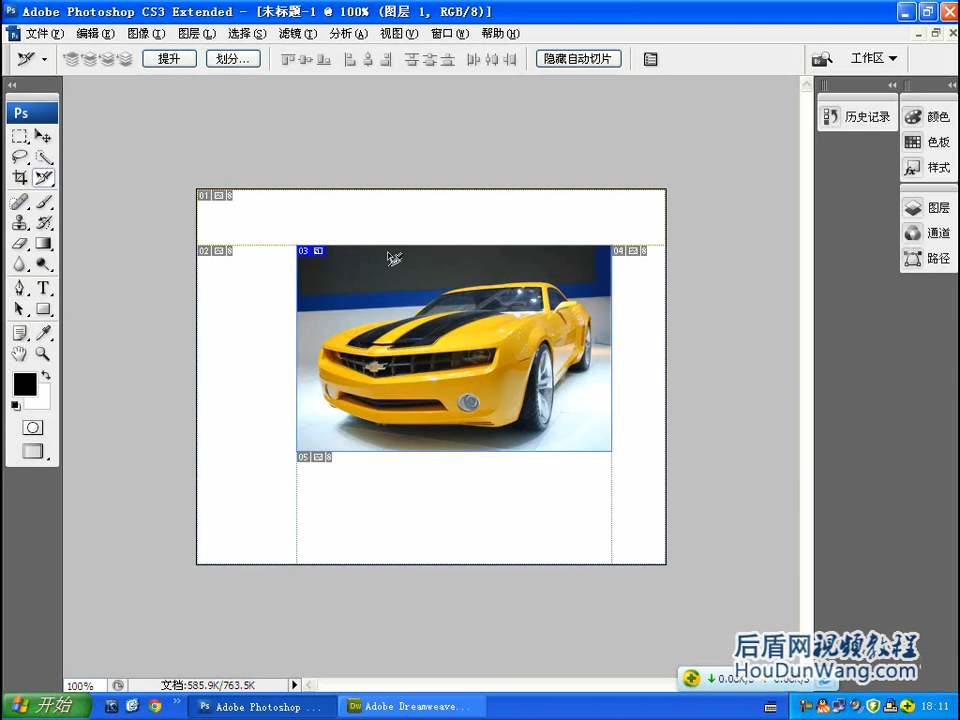 Adobe Photoshop CS3 Extended - [未标题-1 @ 100% (图层 1, RGB/8)]
文件(F) 编辑(E) 图像(I) 图层(L) 选择(S) 滤镜(T) 分析(A) 视图(V) 窗口(W) 帮助(H)
提升 划分... 隐藏自动切片 工作区
Ps
历史记录
颜色
色板
样式
图层
通道
路径
01
02 03 04
05
后盾网视频教程
HouDunWang.com
100% 文档:585.9K/763.5K
开始 Ps Adobe Photoshop ... Dw Adobe Dreamweave... 18:11